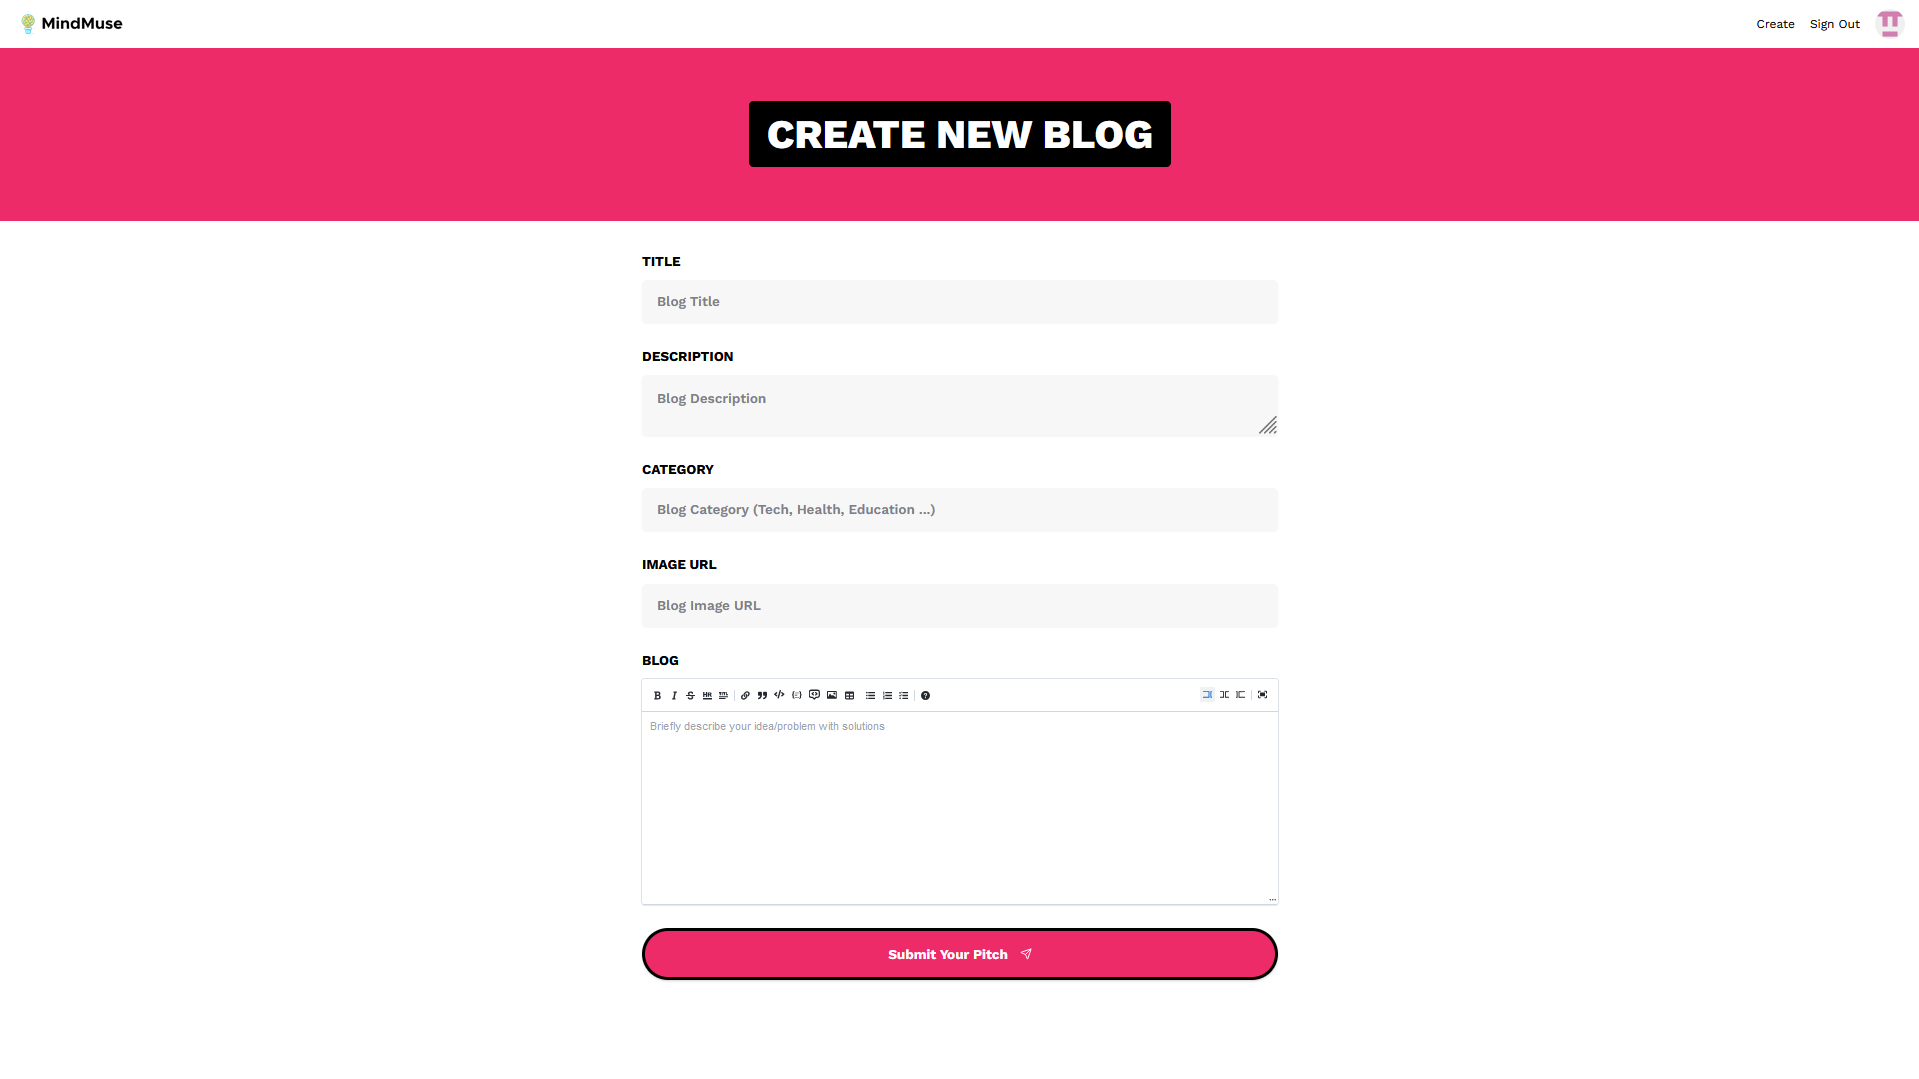 MindMuse
Create Sign Out
CREATE NEW BLOG
TITLE
Blog Title
DESCRIPTION
Blog Description
CATEGORY
Blog Category (Tech, Health, Education ...)
IMAGE URL
Blog Image URL
BLOG
Briefly describe your idea/problem with solutions
Submit Your Pitch